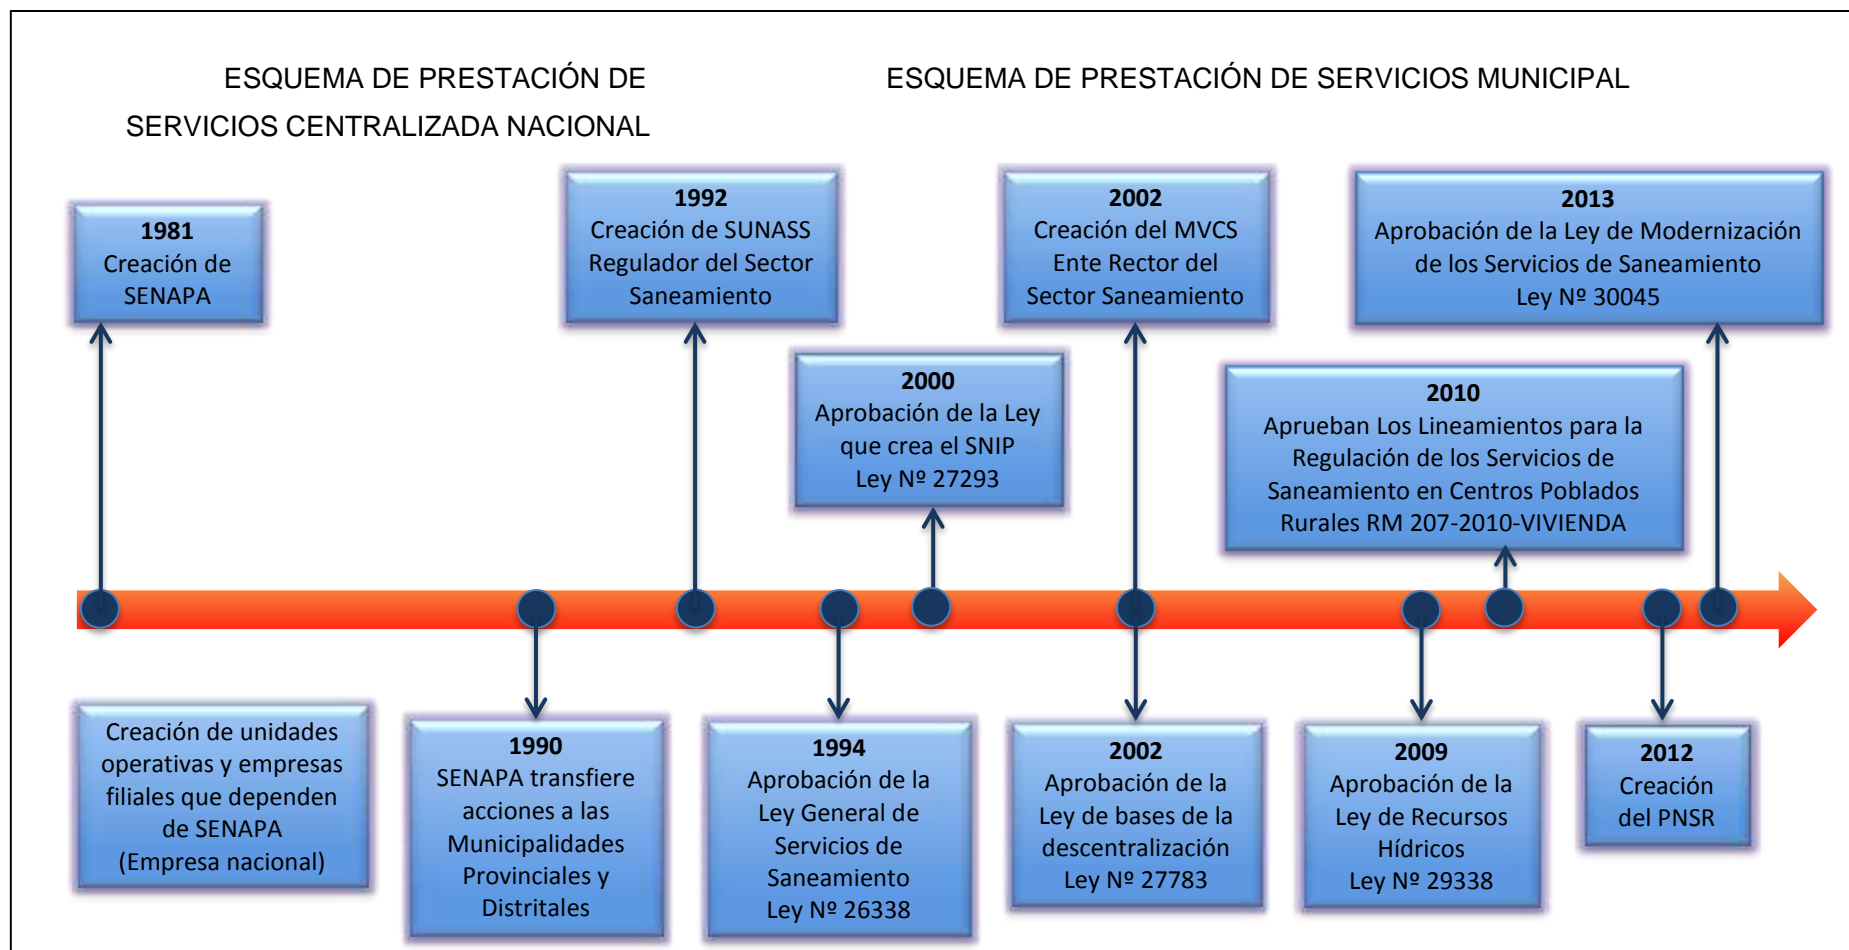 ESQUEMA DE PRESTACIÓN DE
SERVICIOS CENTRALIZADA NACIONAL
ESQUEMA DE PRESTACIÓN DE SERVICIOS MUNICIPAL
1981
Creación de
SENAPA
1992
Creación de SUNASS
Regulador del Sector
Saneamiento
2000
Aprobación de la Ley
que crea el SNIP
Ley Nº 27293
2002
Creación del MVCS
Ente Rector del
Sector Saneamiento
2010
Aprueban Los Lineamientos para la
Regulación de los Servicios de
Saneamiento en Centros Poblados
Rurales RM 207-2010-VIVIENDA
2013
Aprobación de la Ley de Modernización
de los Servicios de Saneamiento
Ley Nº 30045
Creación de unidades
operativas y empresas
filiales que dependen
de SENAPA
(Empresa nacional)
1990
SENAPA transfiere
acciones a las
Municipalidades
Provinciales y
Distritales
1994
Aprobación de la
Ley General de
Servicios de
Saneamiento
Ley Nº 26338
2002
Aprobación de la
Ley de bases de la
descentralización
Ley Nº 27783
2009
Aprobación de la
Ley de Recursos
Hídricos
Ley Nº 29338
2012
Creación
del PNSR